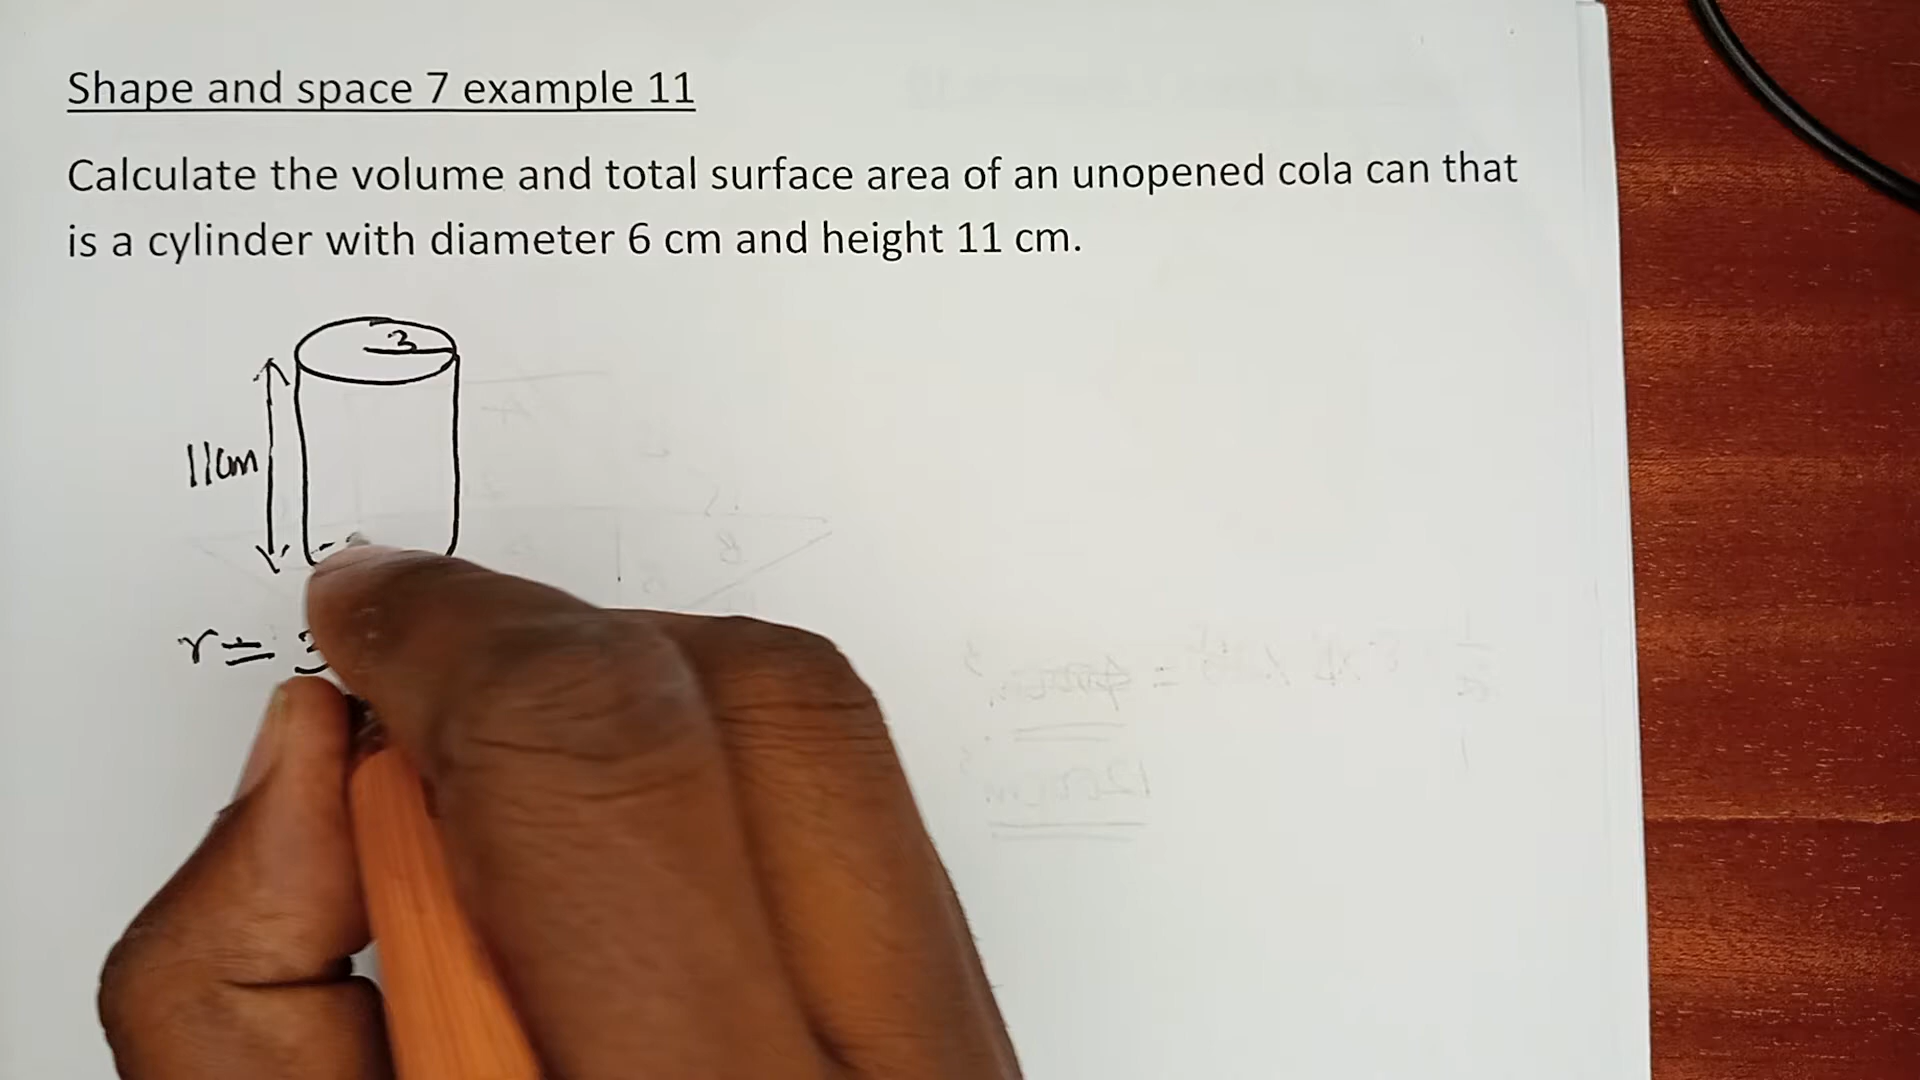 Shape and space 7 example 11
Calculate the volume and total surface area of an unopened cola can that
is a cylinder with diameter 6 cm and height 11 cm.
3
11cm
r = 3